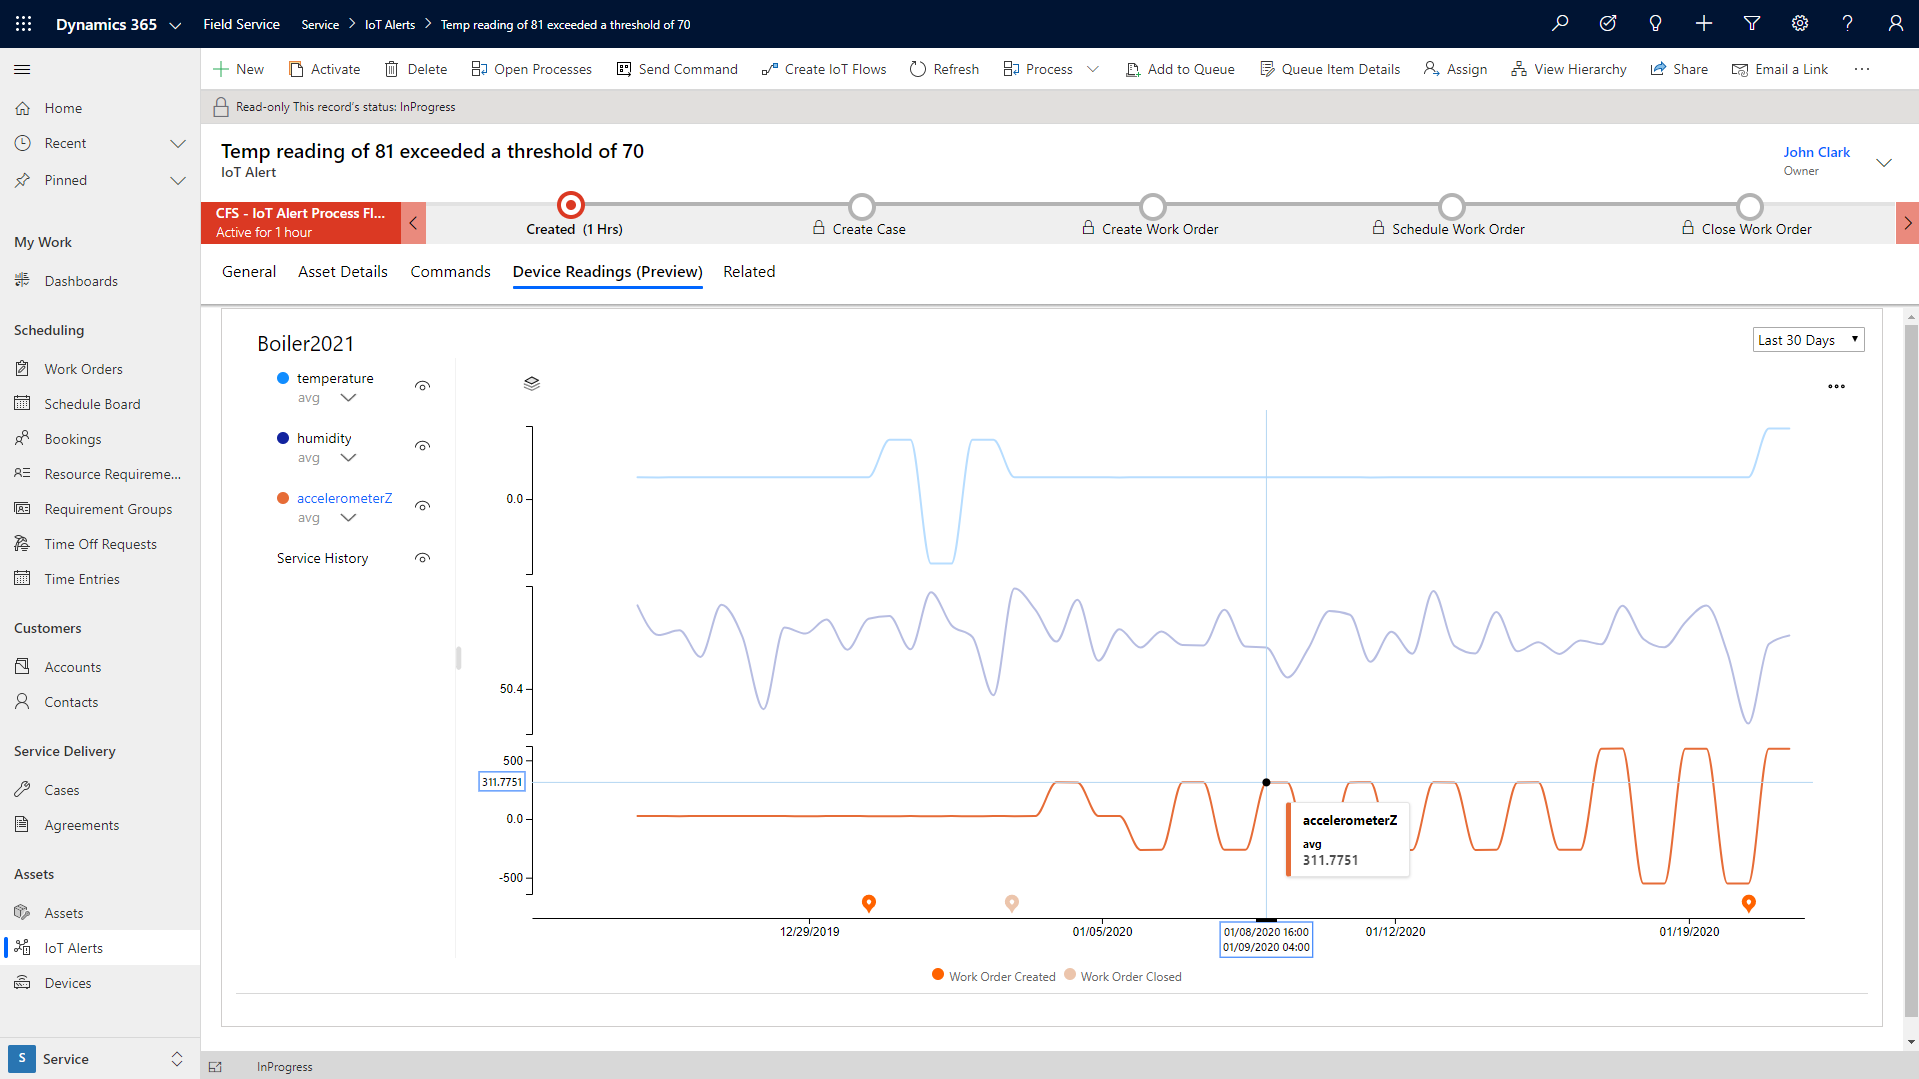 Dynamics 365
Field Service
Service
IoT Alerts
Temp reading of 81 exceeded a threshold of 70
New
Activate
Delete
Open Processes
Send Command
Create IoT Flows
Refresh
Process
Add to Queue
Queue Item Details
Assign
View Hierarchy
Share
Email a Link
Home
Recent
Pinned
My Work
Dashboards
Scheduling
Work Orders
Schedule Board
Bookings
Resource Requireme...
Requirement Groups
Time Off Requests
Time Entries
Customers
Accounts
Contacts
Service Delivery
Cases
Agreements
Assets
Assets
IoT Alerts
Devices
S
Service
Read-only This record's status: InProgress
Temp reading of 81 exceeded a threshold of 70
IoT Alert
John Clark
Owner
CFS - IoT Alert Process Fl...
Active for 1 hour
Created (1 Hrs)
Create Case
Create Work Order
Schedule Work Order
Close Work Order
General
Asset Details
Commands
Device Readings (Preview)
Related
Boiler2021
Last 30 Days
temperature
avg
humidity
avg
accelerometerZ
avg
Service History
0.0
50.4
500
311.7751
0.0
-500
accelerometerZ
avg
311.7751
12/29/2019
01/05/2020
01/08/2020 16:00
01/09/2020 04:00
01/12/2020
01/19/2020
Work Order Created
Work Order Closed
InProgress